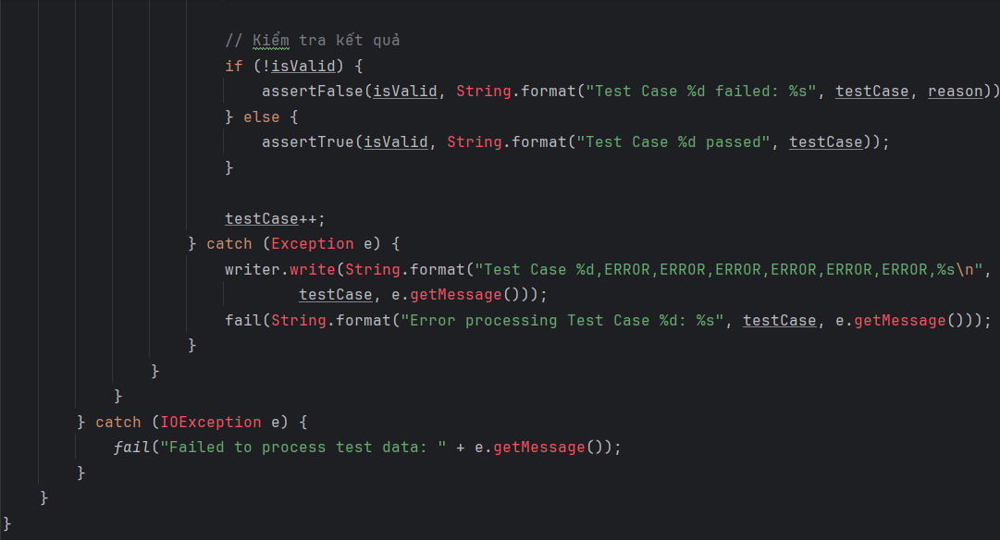 // Kiểm tra kết quả
if (!isValid) {
assertFalse(isValid, String.format("Test Case %d failed: %s", testCase, reason))
} else {
assertTrue(isValid, String.format("Test Case %d passed", testCase));
}
testCase++;
} catch (Exception e) {
writer.write(String.format("Test Case %d,ERROR,ERROR,ERROR,ERROR,ERROR,ERROR,%s\n",
testCase, e.getMessage()));
fail(String.format("Error processing Test Case %d: %s", testCase, e.getMessage()));
}
}
}
} catch (IOException e) {
fail("Failed to process test data: " + e.getMessage());
}
}
}